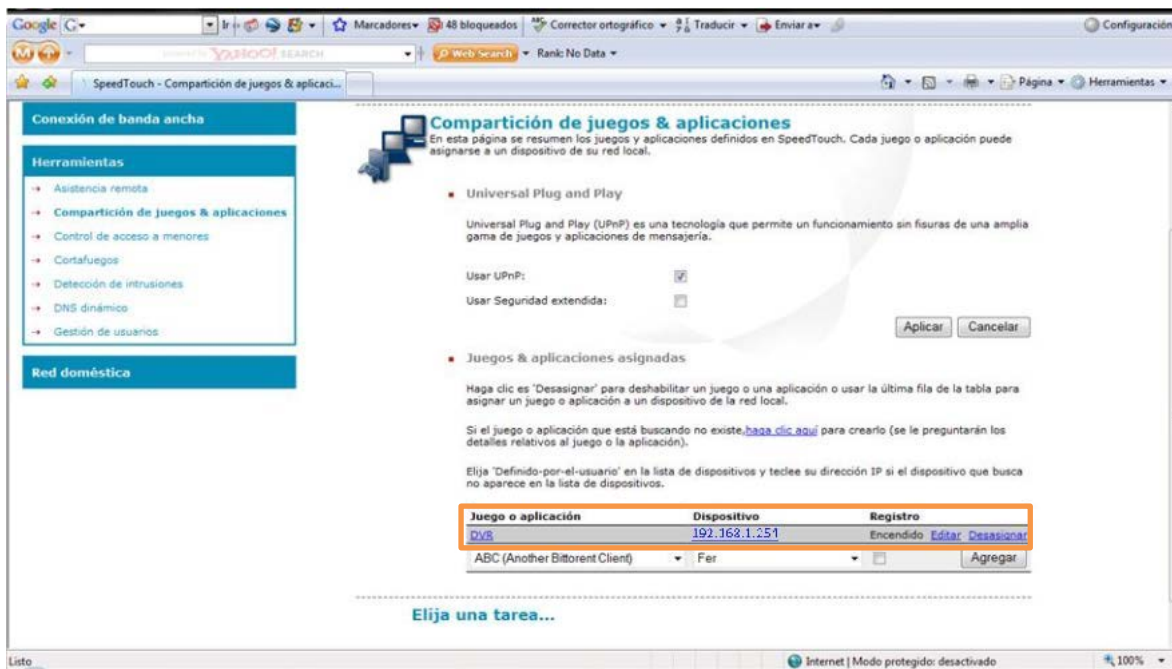 Google G
Ir
Marcadores
48 bloqueados
Corrector ortográfico
Traducir
Enviar a
Configuración
YAHOO! SEARCH
Web Search
Rank: No Data
SpeedTouch - Compartición de juegos & aplicaci...
Página
Herramientas
Conexión de banda ancha
Herramientas
Asistencia remota
Compartición de juegos & aplicaciones
Control de acceso a menores
Cortafuegos
Detección de intrusiones
DNS dinámico
Gestión de usuarios
Red doméstica
Compartición de juegos & aplicaciones
En esta página se resumen los juegos y aplicaciones definidos en SpeedTouch. Cada juego o aplicación puede
asignarse a un dispositivo de su red local.
Universal Plug and Play
Universal Plug and Play (UPnP) es una tecnología que permite un funcionamiento sin fisuras de una amplia
gama de juegos y aplicaciones de mensajería.
Usar UPnP:
Usar Seguridad extendida:
Aplicar Cancelar
Juegos & aplicaciones asignadas
Haga clic es 'Desasignar' para deshabilitar un juego o una aplicación o usar la última fila de la tabla para
asignar un juego o aplicación a un dispositivo de la red local.
Si el juego o aplicación que está buscando no existe,haga clic aquí para crearlo (se le preguntarán los
detalles relativos al juego o la aplicación).
Elija 'Definido-por-el-usuario' en la lista de dispositivos y teclee su dirección IP si el dispositivo que busca
no aparece en la lista de dispositivos.
Juego o aplicación Dispositivo Registro
DVR 192.168.1.254 Encendido Editar Desasignar
ABC (Another Bittorent Client) Fer Agregar
Elija una tarea...
Listo
Internet | Modo protegido: desactivado
100%